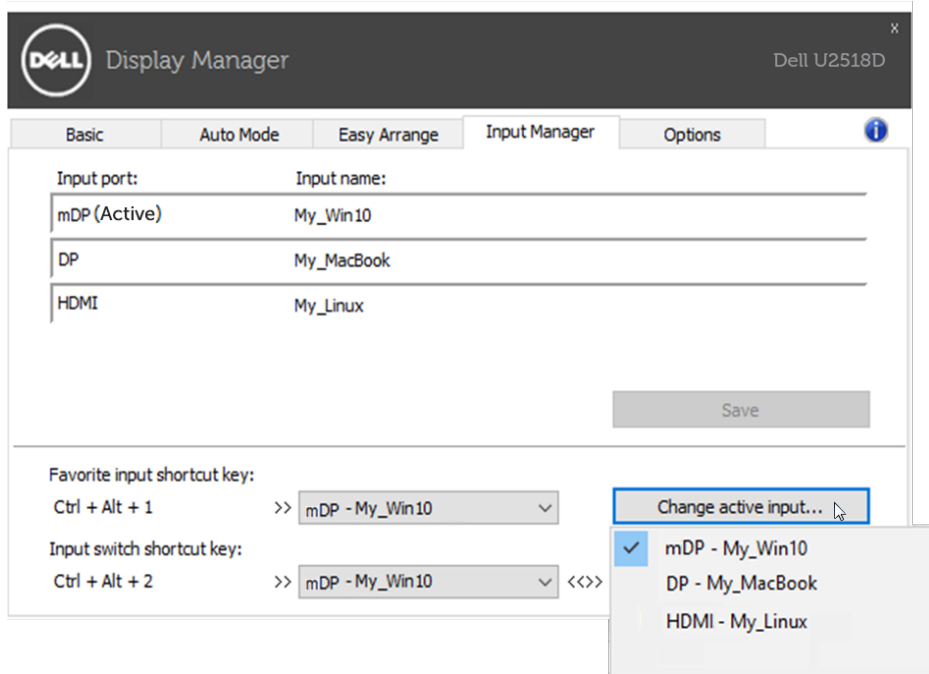 DELL Display Manager
X
Dell U2518D
Basic Auto Mode Easy Arrange Input Manager Options i
Input port: Input name:
mDP (Active) My_Win10
DP My_MacBook
HDMI My_Linux
Save
Favorite input shortcut key:
Ctrl + Alt + 1 >> mDP - My_Win10 Change active input...
Input switch shortcut key:
Ctrl + Alt + 2 >> mDP - My_Win10 <<>>
mDP - My_Win10
DP - My_MacBook
HDMI - My_Linux